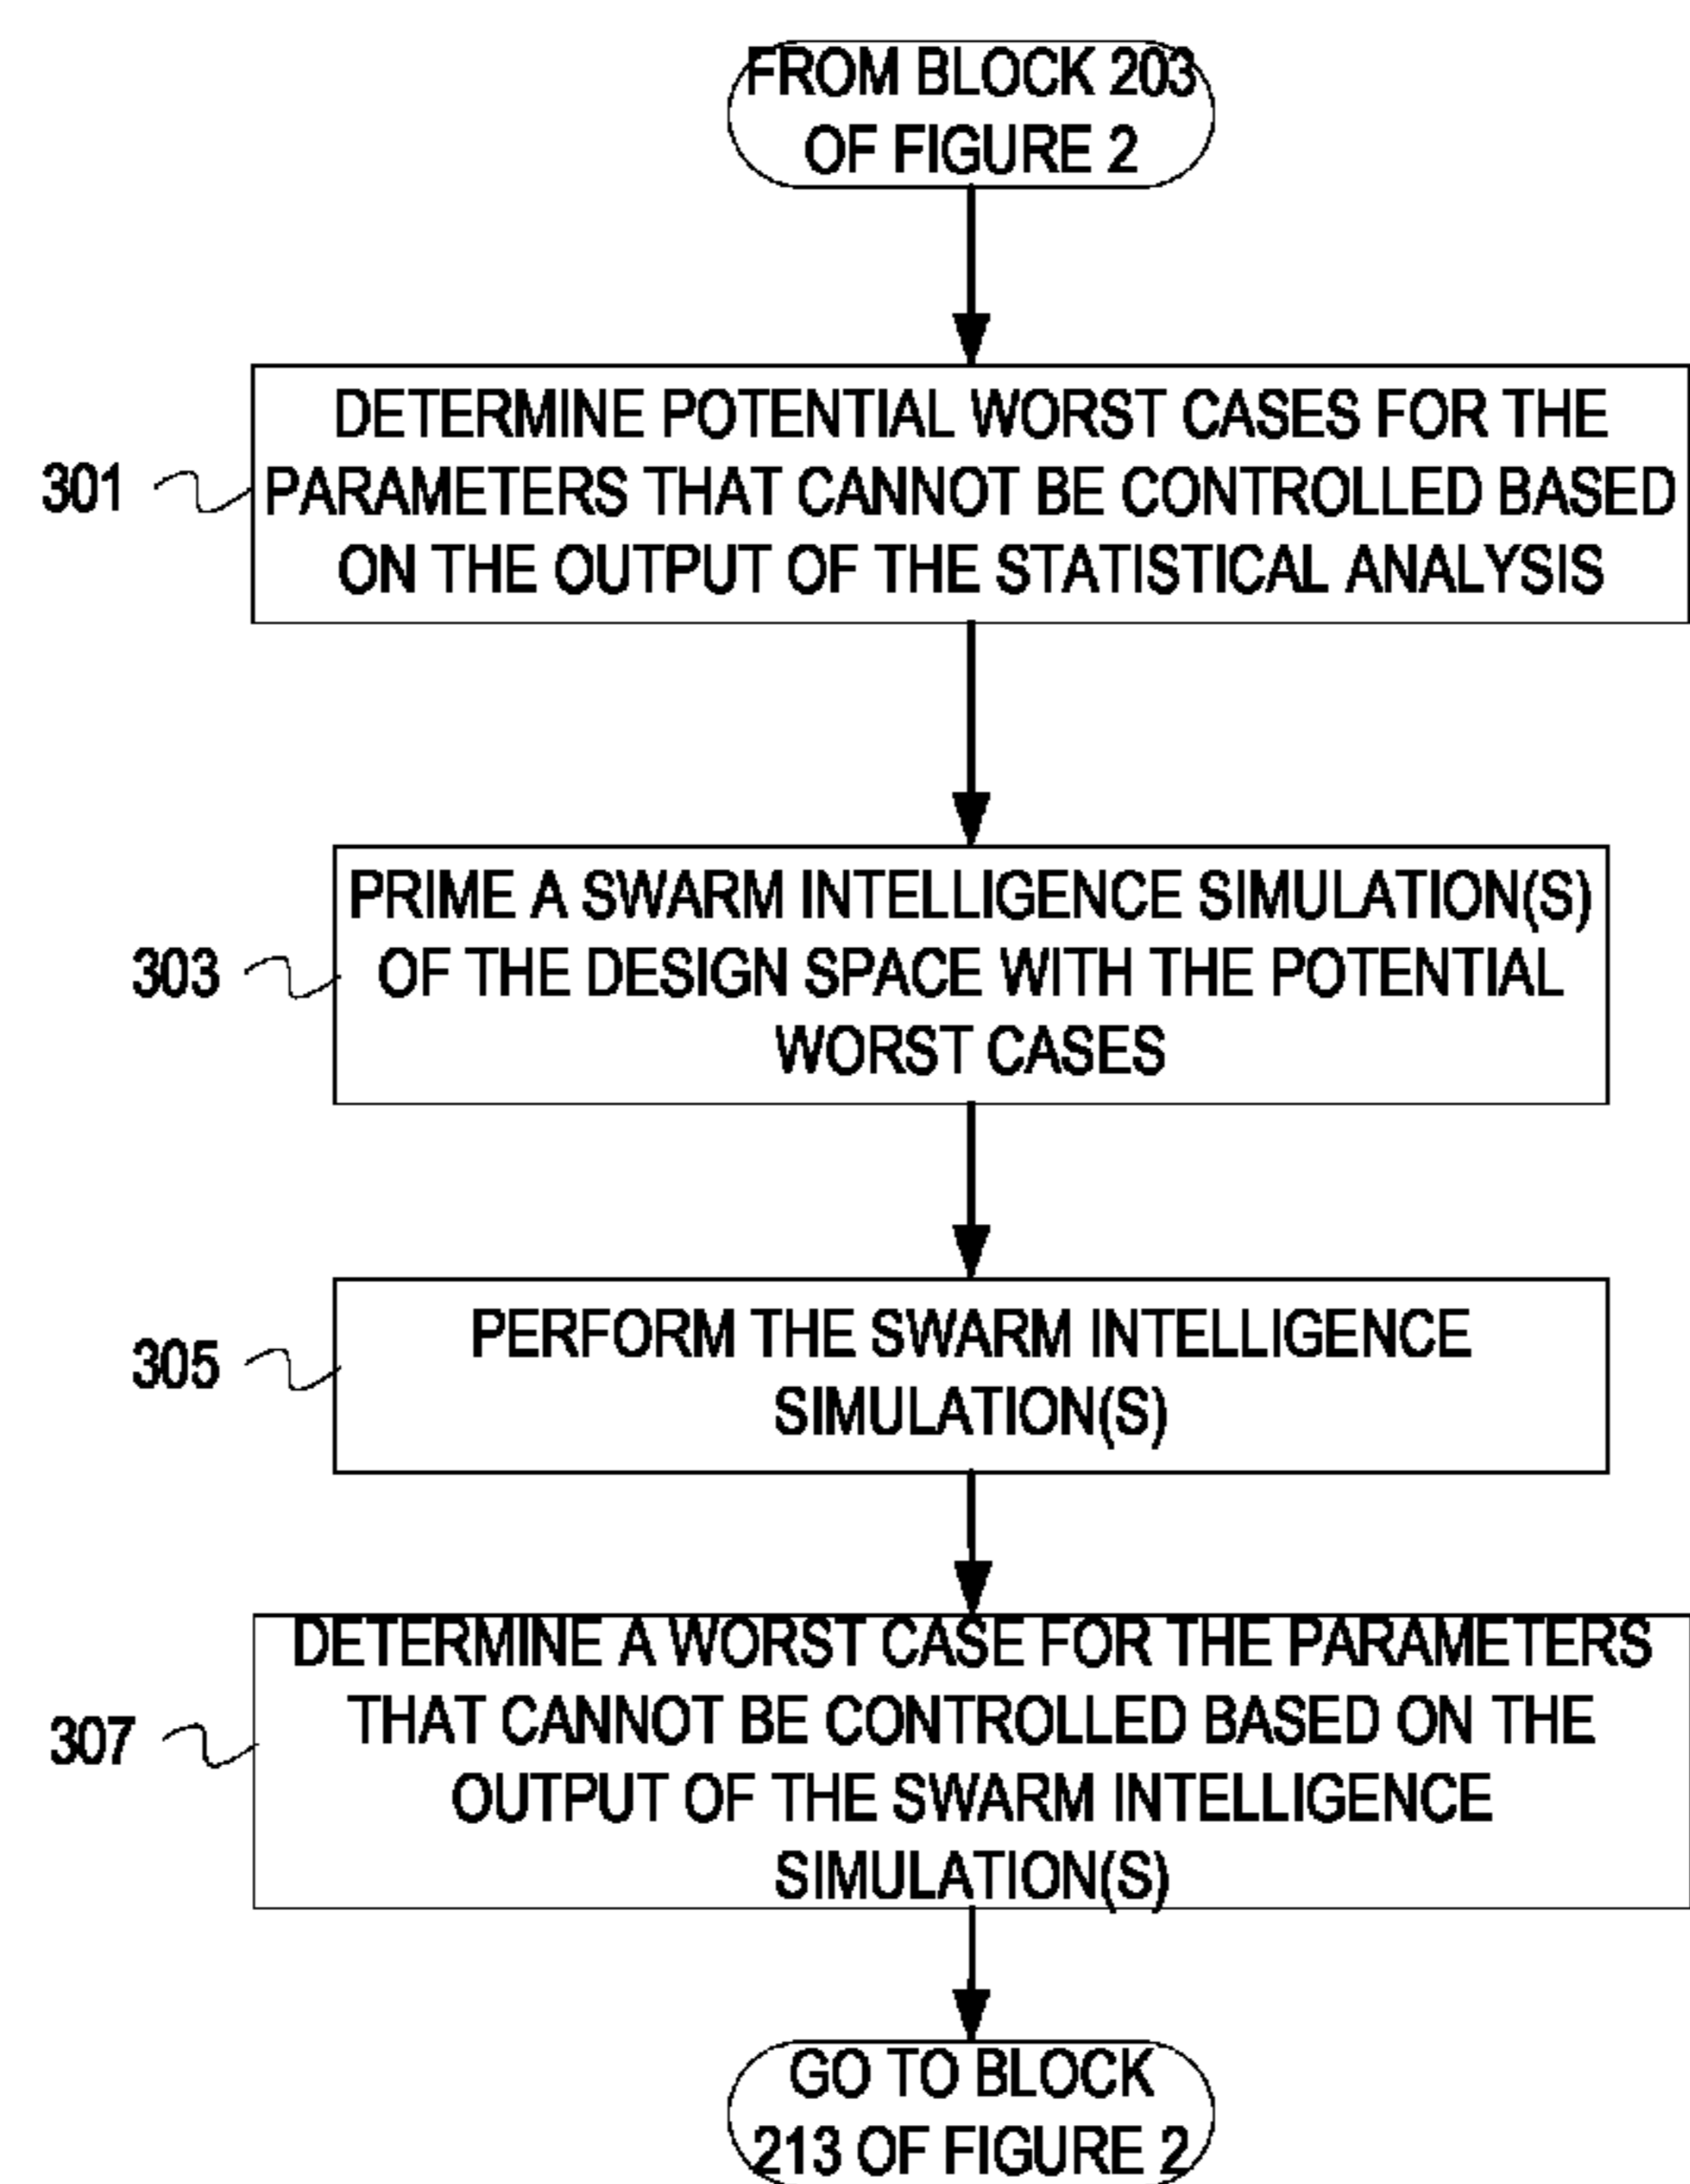 FROM BLOCK 203
OF FIGURE 2
DETERMINE POTENTIAL WORST CASES FOR THE
PARAMETERS THAT CANNOT BE CONTROLLED BASED
ON THE OUTPUT OF THE STATISTICAL ANALYSIS
301
PRIME A SWARM INTELLIGENCE SIMULATION(S)
OF THE DESIGN SPACE WITH THE POTENTIAL
WORST CASES
303
PERFORM THE SWARM INTELLIGENCE
SIMULATION(S)
305
DETERMINE A WORST CASE FOR THE PARAMETERS
THAT CANNOT BE CONTROLLED BASED ON THE
OUTPUT OF THE SWARM INTELLIGENCE
SIMULATION(S)
307
GO TO BLOCK
213 OF FIGURE 2